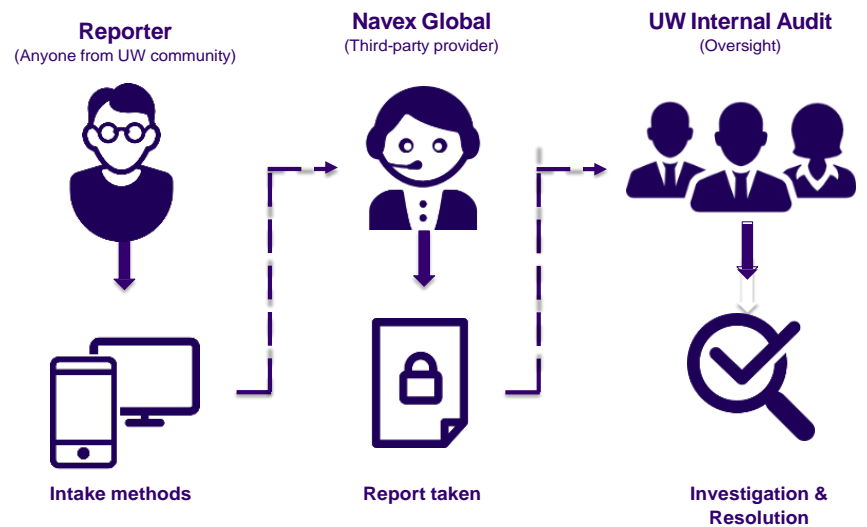 Reporter
(Anyone from UW community)
Navex Global
(Third-party provider)
UW Internal Audit
(Oversight)
Intake methods
Report taken
Investigation &
Resolution